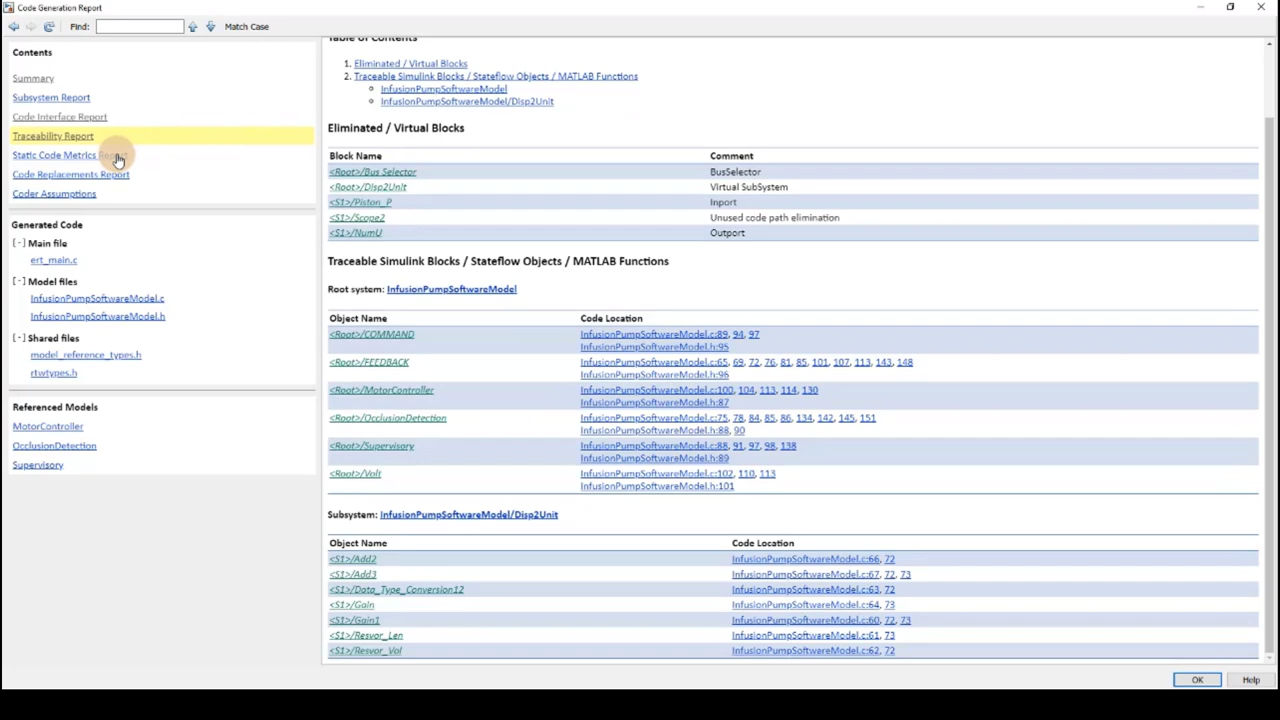 Code Generation Report
Find:
Match Case
Contents
Summary
Subsystem Report
Code Interface Report
Traceability Report
Static Code Metrics Report
Code Replacements Report
Coder Assumptions
Generated Code
[-] Main file
ert_main.c
[-] Model files
InfusionPumpSoftwareModel.c
InfusionPumpSoftwareModel.h
[-] Shared files
model_reference_types.h
rtwtypes.h
Referenced Models
MotorController
OcclusionDetection
Supervisory
Table of Contents
1. Eliminated / Virtual Blocks
2. Traceable Simulink Blocks / Stateflow Objects / MATLAB Functions
InfusionPumpSoftwareModel
InfusionPumpSoftwareModel/Disp2Unit
Eliminated / Virtual Blocks
Block Name Comment
<Root>/Bus Selector BusSelector
<Root>/Disp2Unit Virtual SubSystem
<S1>/Piston_P Inport
<S1>/Scope2 Unused code path elimination
<S1>/NumU Outport
Traceable Simulink Blocks / Stateflow Objects / MATLAB Functions
Root system: InfusionPumpSoftwareModel
Object Name Code Location
<Root>/COMMAND InfusionPumpSoftwareModel.c:89, 94, 97
InfusionPumpSoftwareModel.h:95
<Root>/FEEDBACK InfusionPumpSoftwareModel.c:65, 69, 72, 76, 81, 85, 101, 107, 113, 143, 148
InfusionPumpSoftwareModel.h:96
<Root>/MotorController InfusionPumpSoftwareModel.c:100, 104, 113, 114, 130
InfusionPumpSoftwareModel.h:87
<Root>/OcclusionDetection InfusionPumpSoftwareModel.c:75, 78, 84, 85, 86, 134, 142, 145, 151
InfusionPumpSoftwareModel.h:88, 90
<Root>/Supervisory InfusionPumpSoftwareModel.c:88, 91, 97, 98, 138
InfusionPumpSoftwareModel.h:89
<Root>/Volt InfusionPumpSoftwareModel.c:102, 110, 113
InfusionPumpSoftwareModel.h:101
Subsystem: InfusionPumpSoftwareModel/Disp2Unit
Object Name Code Location
<S1>/Add2 InfusionPumpSoftwareModel.c:66, 72
<S1>/Add3 InfusionPumpSoftwareModel.c:67, 72, 73
<S1>/Data_Type_Conversion12 InfusionPumpSoftwareModel.c:63, 72
<S1>/Gain InfusionPumpSoftwareModel.c:64, 73
<S1>/Gain1 InfusionPumpSoftwareModel.c:60, 72, 73
<S1>/Resvor_Len InfusionPumpSoftwareModel.c:61, 73
<S1>/Resvor_Vol InfusionPumpSoftwareModel.c:62, 72
OK
Help